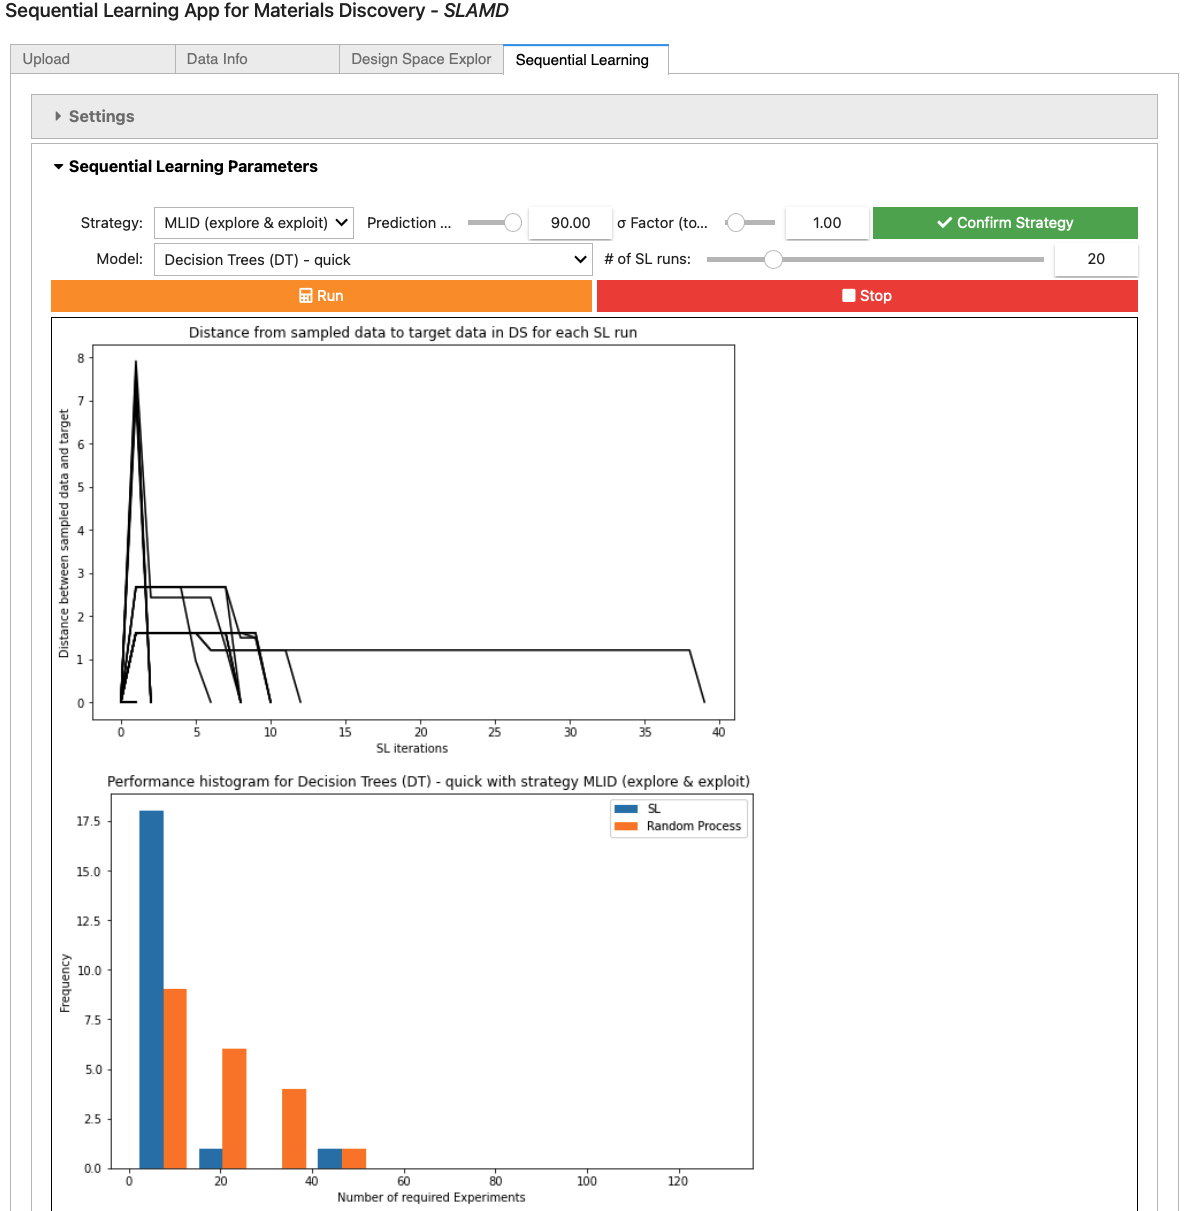 Sequential Learning App for Materials Discovery - SLAMD
Upload
Data Info
Design Space Explor
Sequential Learning
Settings
Sequential Learning Parameters
Strategy: MLID (explore & exploit) Prediction ... 90.00 σ Factor (to... 1.00 Confirm Strategy
Model: Decision Trees (DT) - quick # of SL runs: 20
Run
Stop
Distance from sampled data to target data in DS for each SL run
Distance between sampled data and target
8
7
6
5
4
3
2
1
0
0 5 10 15 20 25 30 35 40
SL iterations
Performance histogram for Decision Trees (DT) - quick with strategy MLID (explore & exploit)
SL
Random Process
Frequency
17.5
15.0
12.5
10.0
7.5
5.0
2.5
0.0
0 20 40 60 80 100 120
Number of required Experiments